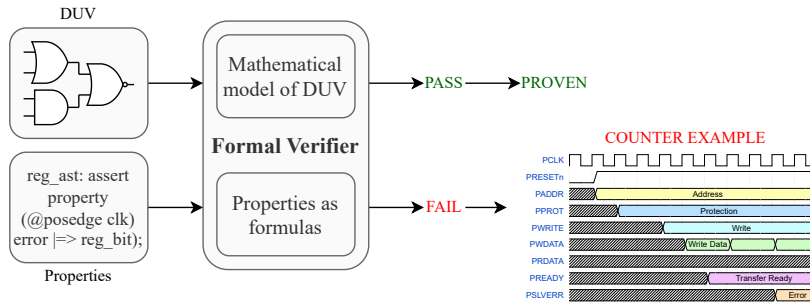 DUV
Mathematical
model of DUV
PASS
PROVEN
Formal Verifier
COUNTER EXAMPLE
reg_ast: assert
property
(@posedge clk)
error |=> reg_bit);
Properties
Properties as
formulas
FAIL
PCLK
PRESETn
PADDR
Address
PPROT
Protection
PWRITE
Write
PWDATA
Write Data
PRDATA
PREADY
Transfer Ready
PSLVERR
Error